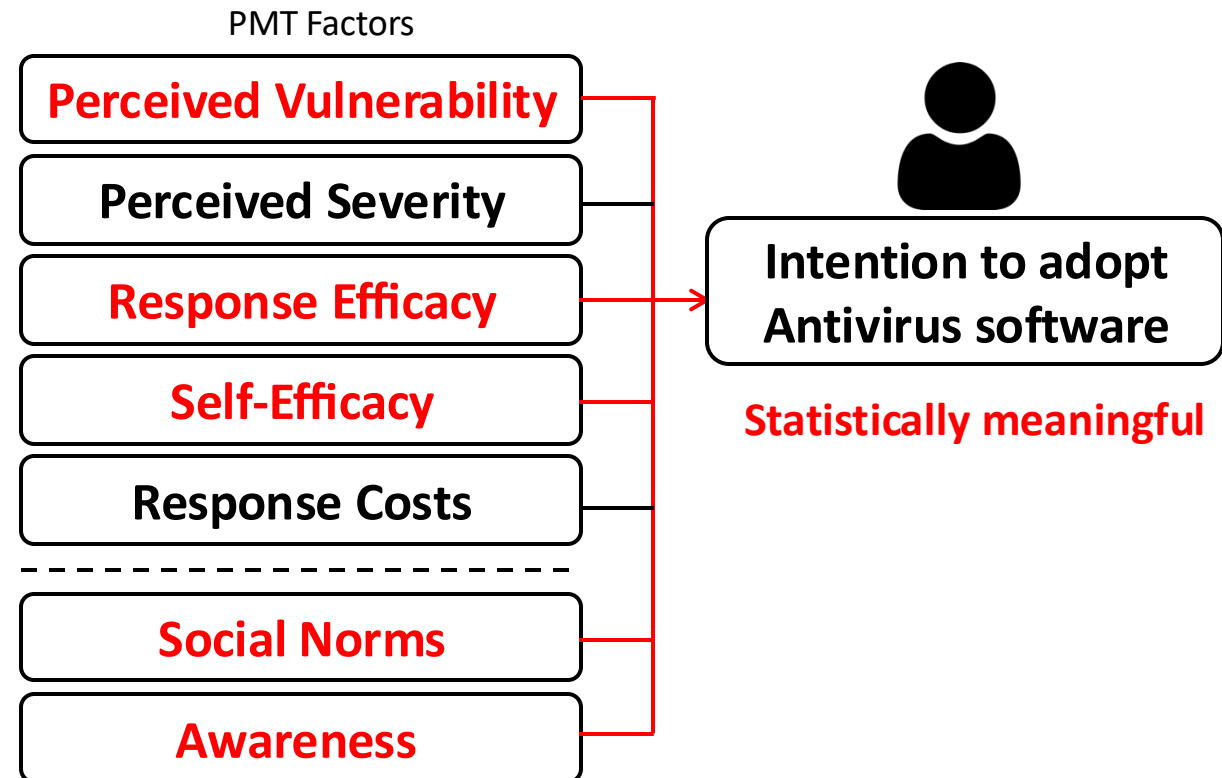 PMT Factors
Perceived Vulnerability
Perceived Severity
Response Efficacy
Self-Efficacy
Response Costs
Social Norms
Awareness
Intention to adopt
Antivirus software
Statistically meaningful